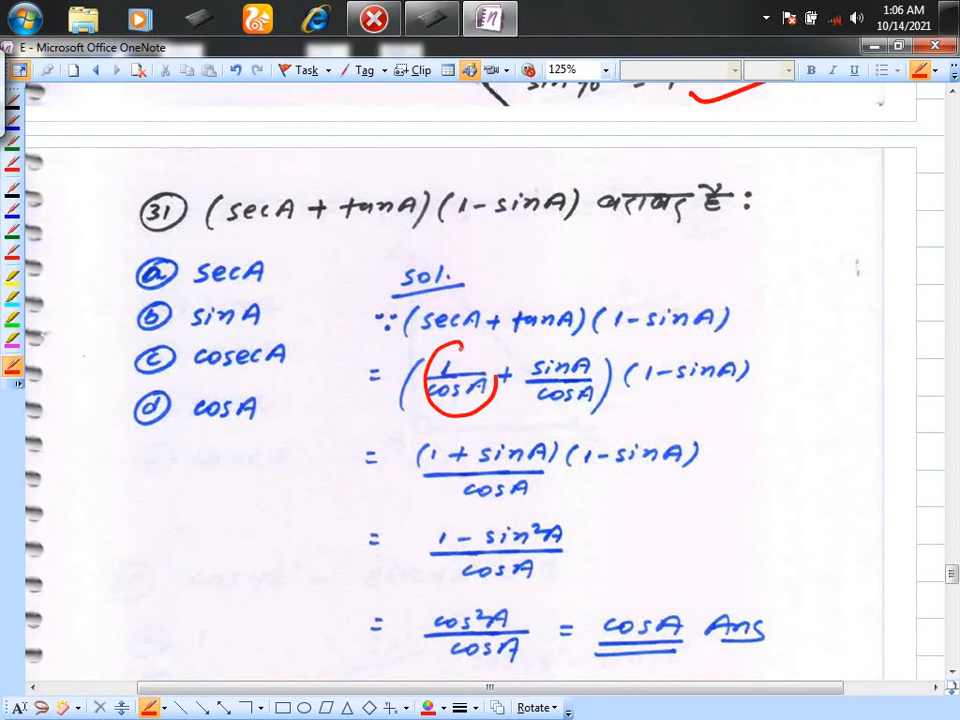 1:06 AM
10/14/2021
E - Microsoft Office OneNote
Task Tag Clip 125% B I U
31 (secA + tanA)(1-sinA) बराबर है :
a secA
b sinA
c cosecA
d cosA
sol.
∵ (secA + tanA)(1-sinA)
= (1/cosA + sinA/cosA)(1-sinA)
= (1 + sinA)(1-sinA)/cosA
= 1 - sin²A/cosA
= cos²A/cosA = cosA Ans
Rotate